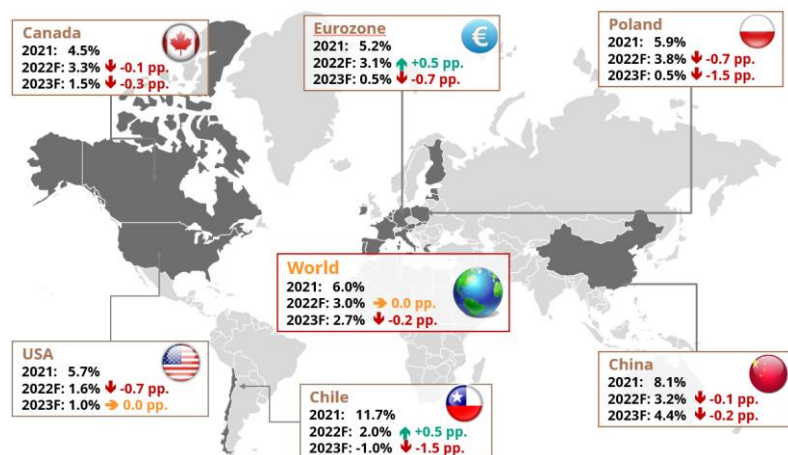 Canada
2021: 4.5%
2022F: 3.3% -0.1 pp.
2023F: 1.5% -0.3 pp.
Eurozone
2021: 5.2%
2022F: 3.1% +0.5 pp.
2023F: 0.5% -0.7 pp.
Poland
2021: 5.9%
2022F: 3.8% -0.7 pp.
2023F: 0.5% -1.5 pp.
World
2021: 6.0%
2022F: 3.0% 0.0 pp.
2023F: 2.7% -0.2 pp.
USA
2021: 5.7%
2022F: 1.6% -0.7 pp.
2023F: 1.0% 0.0 pp.
Chile
2021: 11.7%
2022F: 2.0% +0.5 pp.
2023F: -1.0% -1.5 pp.
China
2021: 8.1%
2022F: 3.2% -0.1 pp.
2023F: 4.4% -0.2 pp.